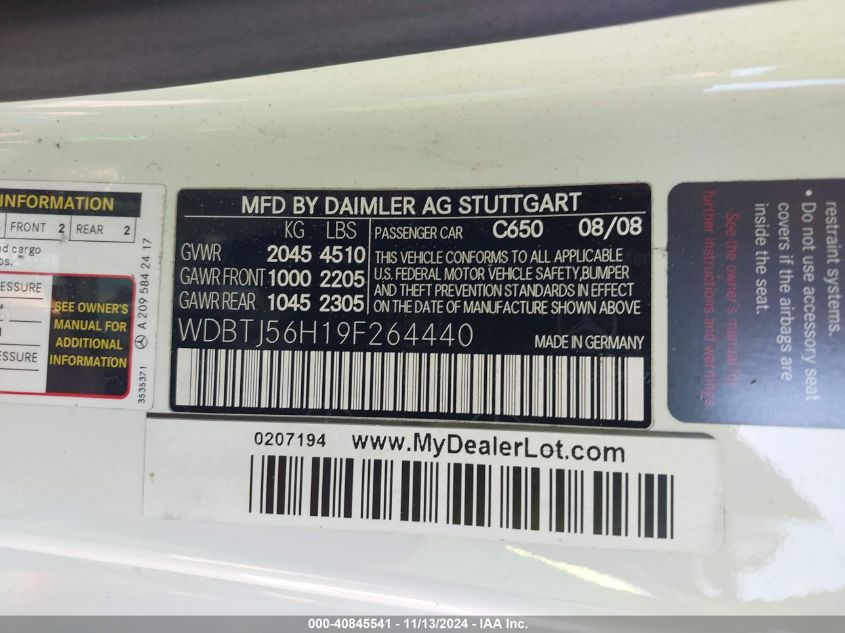 INFORMATION
FRONT 2 REAR 2
cargo
PRESSURE
SEE OWNER'S
MANUAL FOR
ADDITIONAL
INFORMATION
PRESSURE
A 209 584 24 17
3535371
MFD BY DAIMLER AG STUTTGART
KG LBS PASSENGER CAR C650 08/08
GVWR 2045 4510
GAWR FRONT 1000 2205
GAWR REAR 1045 2305
THIS VEHICLE CONFORMS TO ALL APPLICABLE
U.S. FEDERAL MOTOR VEHICLE SAFETY,BUMPER
AND THEFT PREVENTION STANDARDS IN EFFECT
ON THE DATE OF MANUFACTURE SHOWN ABOVE
WDBTJ56H19F264440 MADE IN GERMANY
0207194 www.MyDealerLot.com
restraint systems.
• Do not use accessory seat
covers if the airbags are
inside the seat.
See the owner's manual for
further instructions and warnings
000-40845541 - 11/13/2024 - IAA Inc.